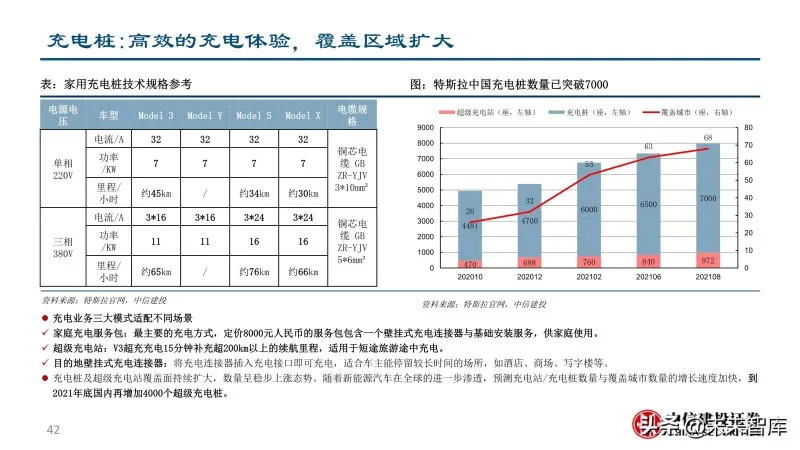 充电桩：高效的充电体验，覆盖区域扩大
表：家用充电桩技术规格参考
电源电压 车型 Model 3 Model Y Model S Model X 电缆规格
单相220V 电流/A 32 32 32 32 铜芯电缆 GB ZR-YJV 3*10mm²
功率/KW 7 7 7 7
里程/小时 约45km / 约34km 约30km
三相380V 电流/A 3*16 3*16 3*24 3*24 铜芯电缆 GB ZR-YJV 5*6mm²
功率/KW 11 11 16 16
里程/小时 约65km / 约76km 约66km
资料来源：特斯拉官网，中信建投
图：特斯拉中国充电桩数量已突破7000
超级充电站（座，左轴） 充电桩（座，左轴） 覆盖城市（座，右轴）
9000 80
8000 70
7000 60
6000 50
5000 40
4000 30
3000 20
2000 10
1000 0
0
26 32 53 63 68
4481 4700 6000 6500 7000
470 688 760 840 972
202010 202012 202102 202106 202108
资料来源：特斯拉官网，中信建投
● 充电业务三大模式适配不同场景
✓ 家庭充电服务包：最主要的充电方式，定价8000元人民币的服务包包含一个壁挂式充电连接器与基础安装服务，供家庭使用。
✓ 超级充电站：V3超充充电15分钟补充超200km以上的续航里程，适用于短途旅游途中充电。
✓ 目的地壁挂式充电连接器：将充电连接器插入充电接口即可充电，适合车主能停留较长时间的场所，如酒店、商场、写字楼等。
● 充电桩及超级充电站覆盖面持续扩大，数量呈稳步上涨态势。随着新能源汽车在全球的进一步渗透，预测充电站/充电桩数量与覆盖城市数量的增长速度加快，到
2021年底国内再增加4000个超级充电桩。
42
中信建投证券
CHINA SECURITIES
头条@未来智库